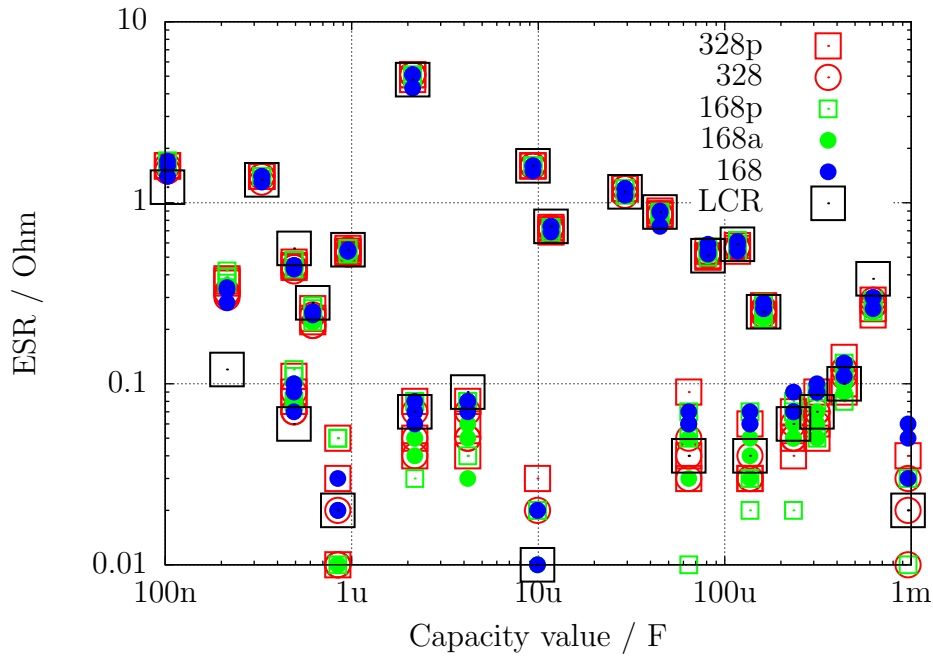 10
1
0.1
0.01
ESR / Ohm
100n
1u
10u
100u
1m
Capacity value / F
328p
328
168p
168a
168
LCR